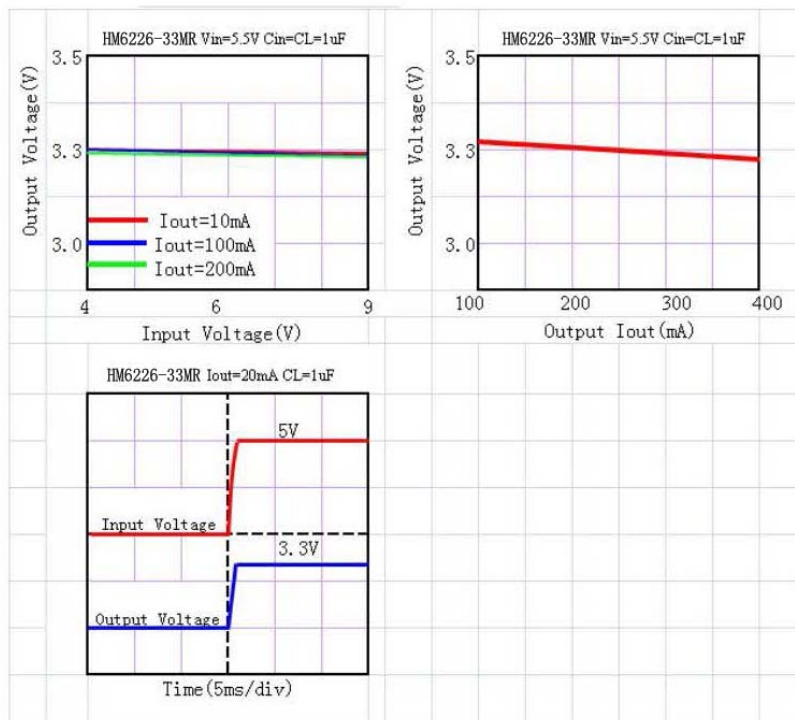 HM6226-33MR Vin=5.5V Cin=CL=1uF
Output Voltage(V)
3.5
3.3
3.0
Iout=10mA
Iout=100mA
Iout=200mA
4
6
9
Input Voltage(V)
HM6226-33MR Vin=5.5V Cin=CL=1uF
Output Voltage(V)
3.5
3.3
3.0
100
200
300
400
Output Iout(mA)
HM6226-33MR Iout=20mA CL=1uF
5V
Input Voltage
3.3V
Output Voltage
Time(5ms/div)